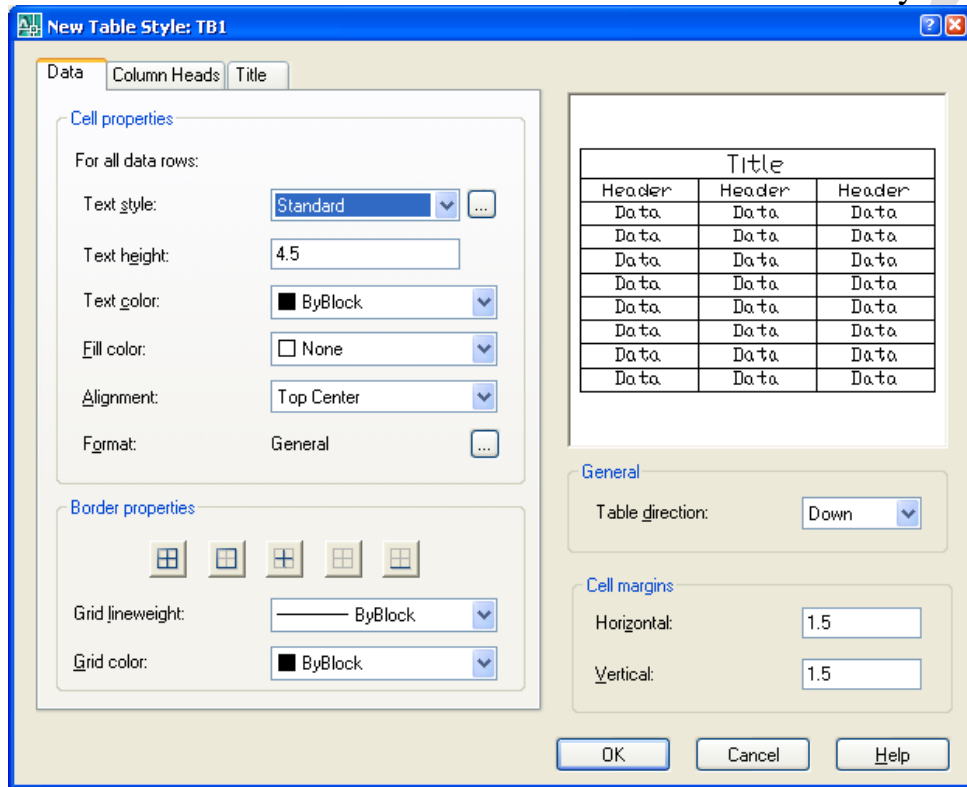 New Table Style: TB1
Data Column Heads Title
Cell properties
For all data rows:
Text style: Standard ...
Text height: 4.5
Text color: ByBlock
Fill color: None
Alignment: Top Center
Format: General ...
Border properties
Grid lineweight: ByBlock
Grid color: ByBlock
Title
Header Header Header
Data Data Data
Data Data Data
Data Data Data
Data Data Data
Data Data Data
Data Data Data
Data Data Data
Data Data Data
General
Table direction: Down
Cell margins
Horizontal: 1.5
Vertical: 1.5
OK Cancel Help